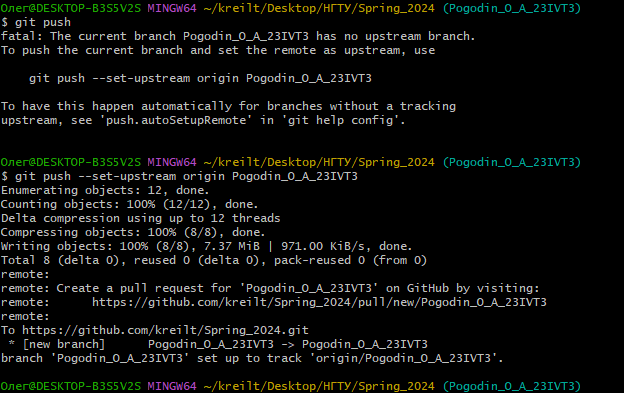 Олег@DESKTOP-B3S5V2S MINGW64 ~/kreilt/Desktop/НГТУ/Spring_2024 (Pogodin_O_A_23IVT3)
$ git push
fatal: The current branch Pogodin_O_A_23IVT3 has no upstream branch.
To push the current branch and set the remote as upstream, use
    git push --set-upstream origin Pogodin_O_A_23IVT3
To have this happen automatically for branches without a tracking
upstream, see 'push.autoSetupRemote' in 'git help config'.
Олег@DESKTOP-B3S5V2S MINGW64 ~/kreilt/Desktop/НГТУ/Spring_2024 (Pogodin_O_A_23IVT3)
$ git push --set-upstream origin Pogodin_O_A_23IVT3
Enumerating objects: 12, done.
Counting objects: 100% (12/12), done.
Delta compression using up to 12 threads
Compressing objects: 100% (8/8), done.
Writing objects: 100% (8/8), 7.37 MiB | 971.00 KiB/s, done.
Total 8 (delta 0), reused 0 (delta 0), pack-reused 0 (from 0)
remote:
remote: Create a pull request for 'Pogodin_O_A_23IVT3' on GitHub by visiting:
remote:      https://github.com/kreilt/Spring_2024/pull/new/Pogodin_O_A_23IVT3
remote:
To https://github.com/kreilt/Spring_2024.git
 * [new branch]      Pogodin_O_A_23IVT3 -> Pogodin_O_A_23IVT3
branch 'Pogodin_O_A_23IVT3' set up to track 'origin/Pogodin_O_A_23IVT3'.
Олег@DESKTOP-B3S5V2S MINGW64 ~/kreilt/Desktop/НГТУ/Spring_2024 (Pogodin_O_A_23IVT3)